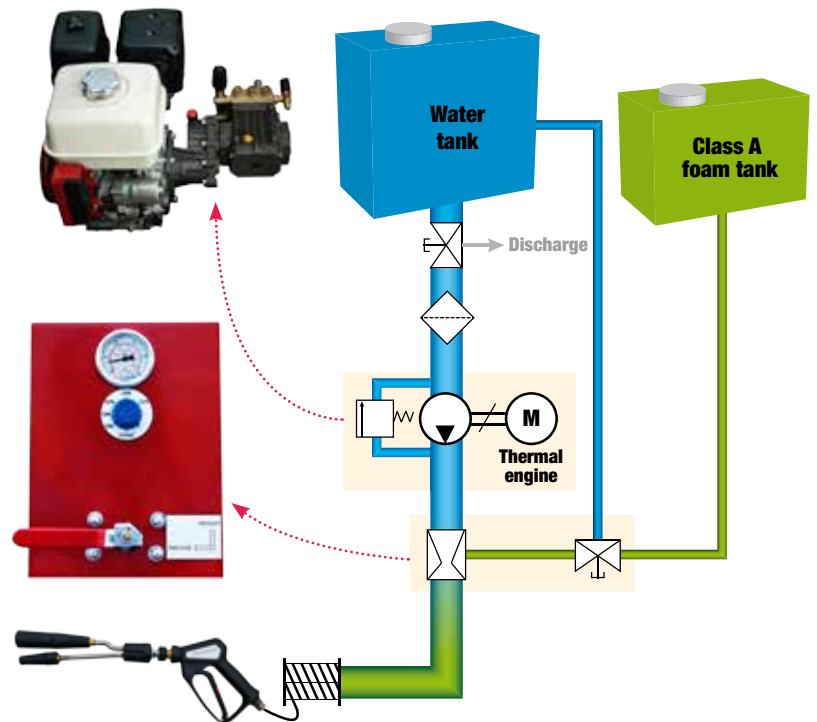 Water
tank
Class A
foam tank
Discharge
M
Thermal
engine